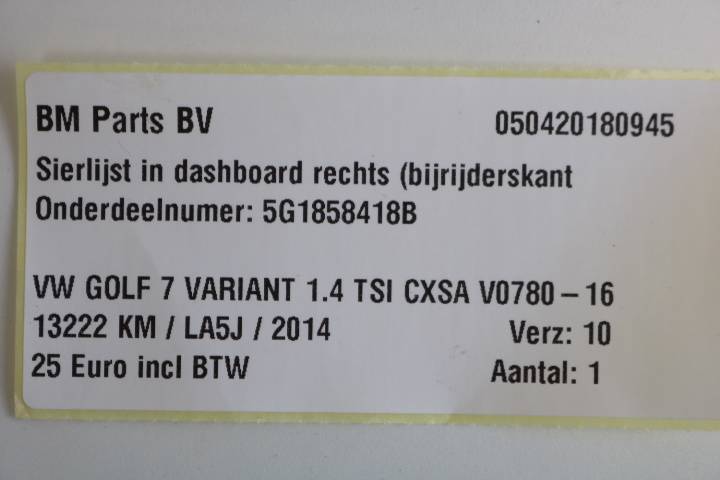 BM Parts BV 050420180945
Sierlijst in dashboard rechts (bijrijderskant
Onderdeelnumer: 5G1858418B
VW GOLF 7 VARIANT 1.4 TSI CXSA V0780-16
13222 KM / LA5J / 2014 Verz: 10
25 Euro incl BTW Aantal: 1